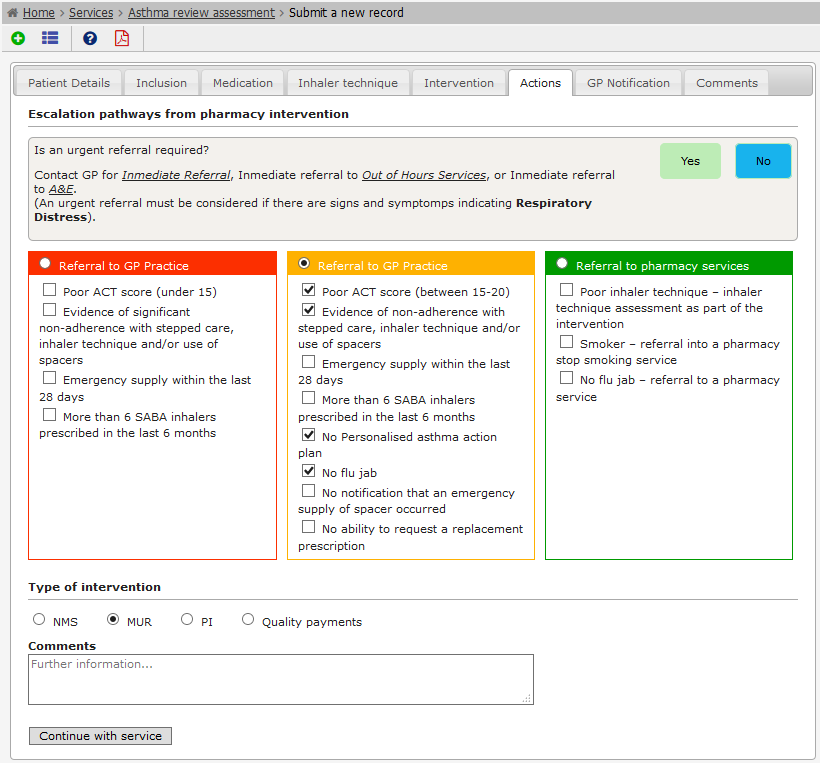 Home > Services > Asthma review assessment > Submit a new record
Patient Details
Inclusion
Medication
Inhaler technique
Intervention
Actions
GP Notification
Comments
Escalation pathways from pharmacy intervention
Is an urgent referral required?
Yes
No
Contact GP for Immediate Referral, Immediate referral to Out of Hours Services, or Immediate referral
to A&E.
(An urgent referral must be considered if there are signs and symptomps indicating Respiratory
Distress).
Referral to GP Practice
Poor ACT score (under 15)
Evidence of significant
non-adherence with stepped care,
inhaler technique and/or use of
spacers
Emergency supply within the last
28 days
More than 6 SABA inhalers
prescribed in the last 6 months
Referral to GP Practice
Poor ACT score (between 15-20)
Evidence of non-adherence with
stepped care, inhaler technique and/or
use of spacers
Emergency supply within the last
28 days
More than 6 SABA inhalers
prescribed in the last 6 months
No Personalised asthma action
plan
No flu jab
No notification that an emergency
supply of spacer occurred
No ability to request a replacement
prescription
Referral to pharmacy services
Poor inhaler technique – inhaler
technique assessment as part of the
intervention
Smoker – referral into a pharmacy
stop smoking service
No flu jab – referral to a pharmacy
service
Type of intervention
NMS
MUR
PI
Quality payments
Comments
Further information...
Continue with service